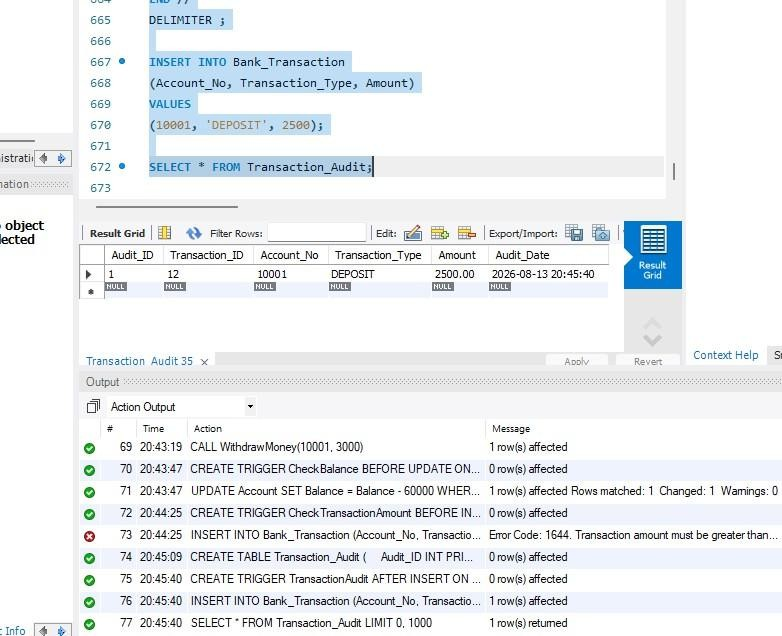 664 END //
665 DELIMITER ;
666
667 INSERT INTO Bank_Transaction
668 (Account_No, Transaction_Type, Amount)
669 VALUES
670 (10001, 'DEPOSIT', 2500);
671
672 SELECT * FROM Transaction_Audit;
673
istrati
nation
object
lected
Result Grid Filter Rows: Edit: Export/Import:
Audit_ID Transaction_ID Account_No Transaction_Type Amount Audit_Date
1 12 10001 DEPOSIT 2500.00 2026-08-13 20:45:40
NULL NULL NULL NULL NULL NULL
Result
Grid
Transaction Audit 35 Apply Revert Context Help S
Output
Action Output
# Time Action Message
69 20:43:19 CALL WithdrawMoney(10001, 3000) 1 row(s) affected
70 20:43:47 CREATE TRIGGER CheckBalance BEFORE UPDATE ON... 0 row(s) affected
71 20:43:47 UPDATE Account SET Balance = Balance - 60000 WHER... 1 row(s) affected Rows matched: 1 Changed: 1 Warnings: 0
72 20:44:25 CREATE TRIGGER CheckTransactionAmount BEFORE IN... 0 row(s) affected
73 20:44:25 INSERT INTO Bank_Transaction (Account_No, Transactio... Error Code: 1644. Transaction amount must be greater than...
74 20:45:09 CREATE TABLE Transaction_Audit ( Audit_ID INT PRI... 0 row(s) affected
75 20:45:40 CREATE TRIGGER TransactionAudit AFTER INSERT ON ... 0 row(s) affected
76 20:45:40 INSERT INTO Bank_Transaction (Account_No, Transactio... 1 row(s) affected
77 20:45:40 SELECT * FROM Transaction_Audit LIMIT 0, 1000 1 row(s) returned
t Info